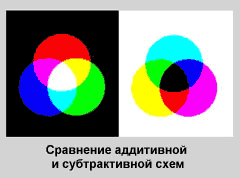 Сравнение аддитивной
и субтрактивной схем